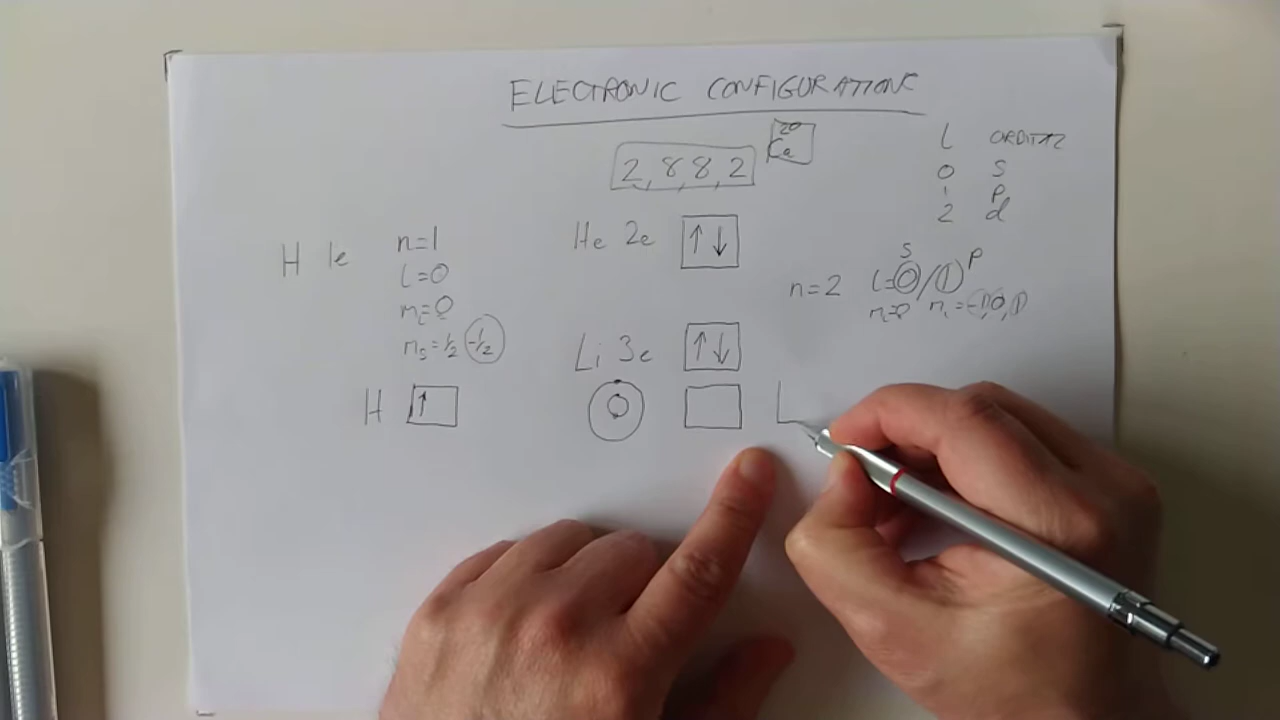 ELECTRONIC CONFIGURATIONS
2,8,8,2
20
Ca
L ORBITAL
0 S
1 P
2 d
H 1e
n=1
l=0
mL=0
ms=1/2 -1/2
H ↑
He 2e ↑↓
n=2 l=0/1
S P
mL=0 mL=-1,0,1
Li 3e ↑↓